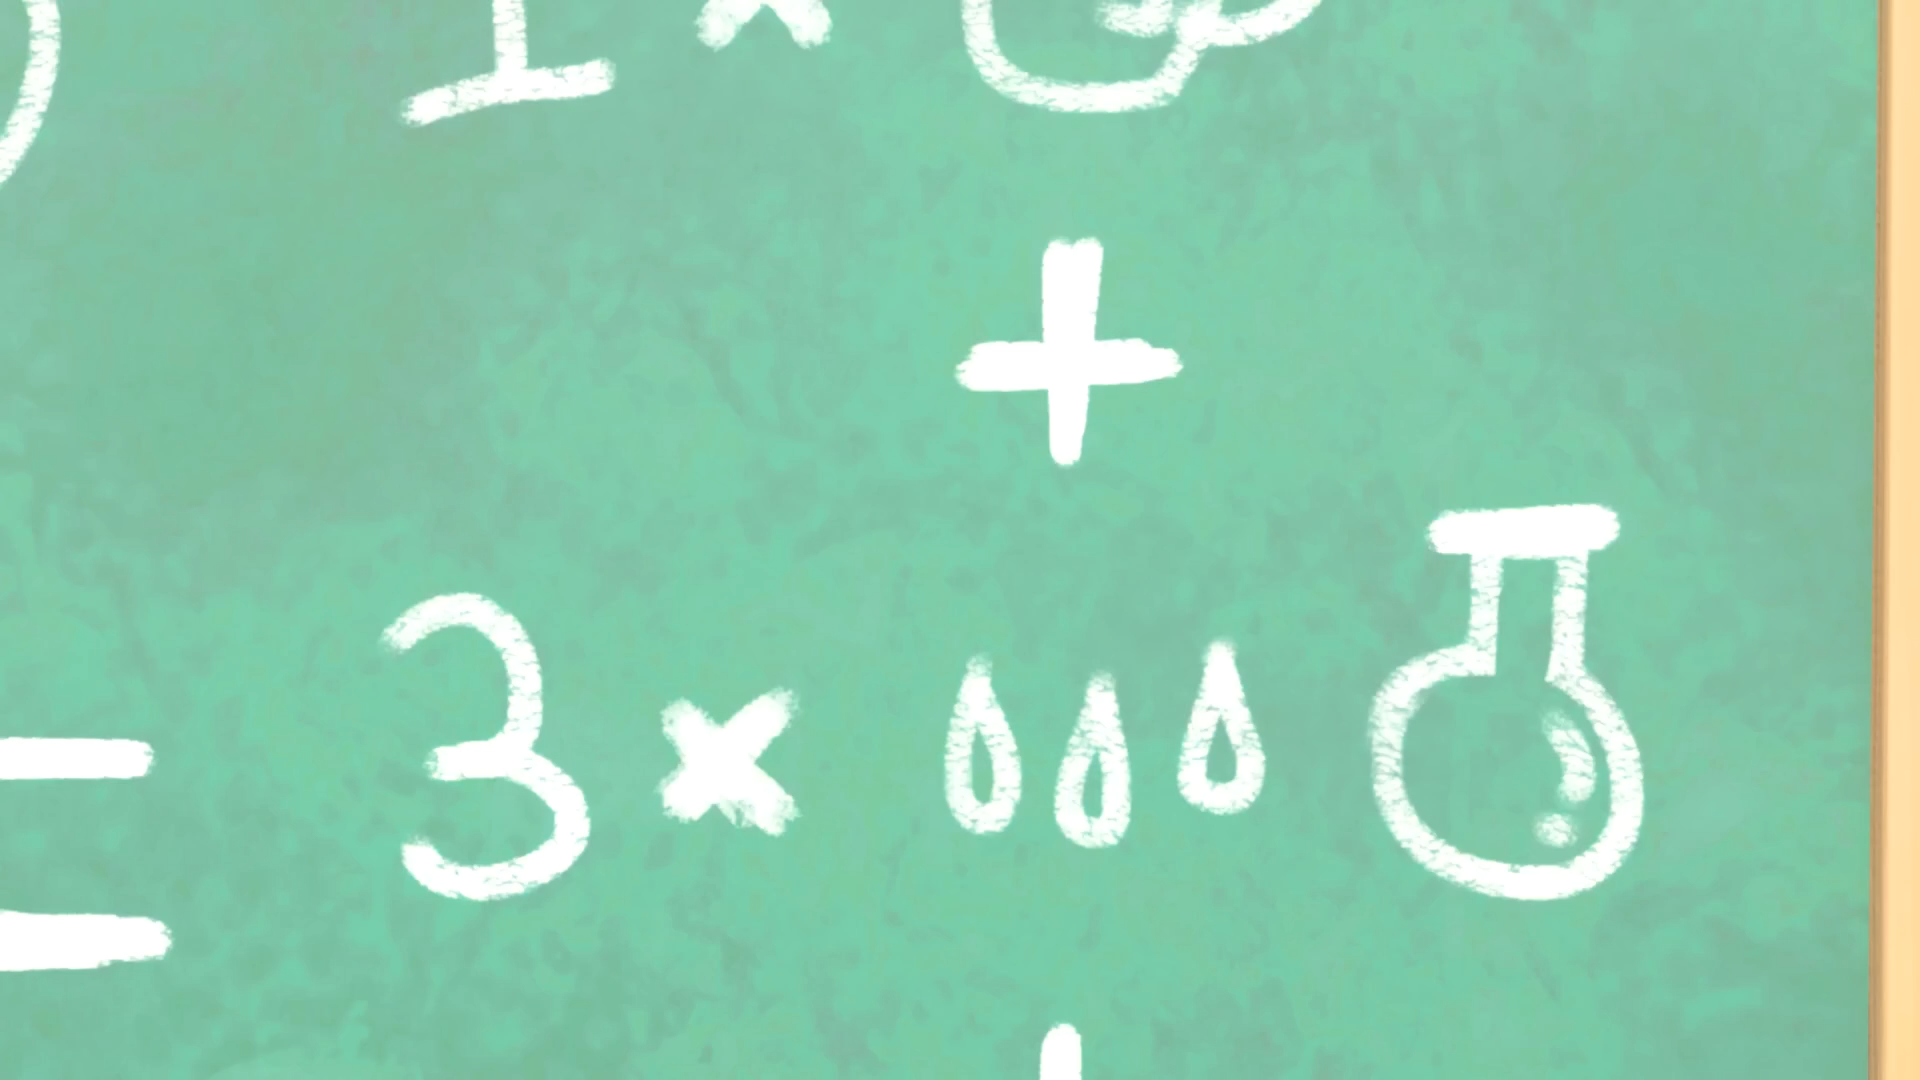 1 ×
+
= 3 ×